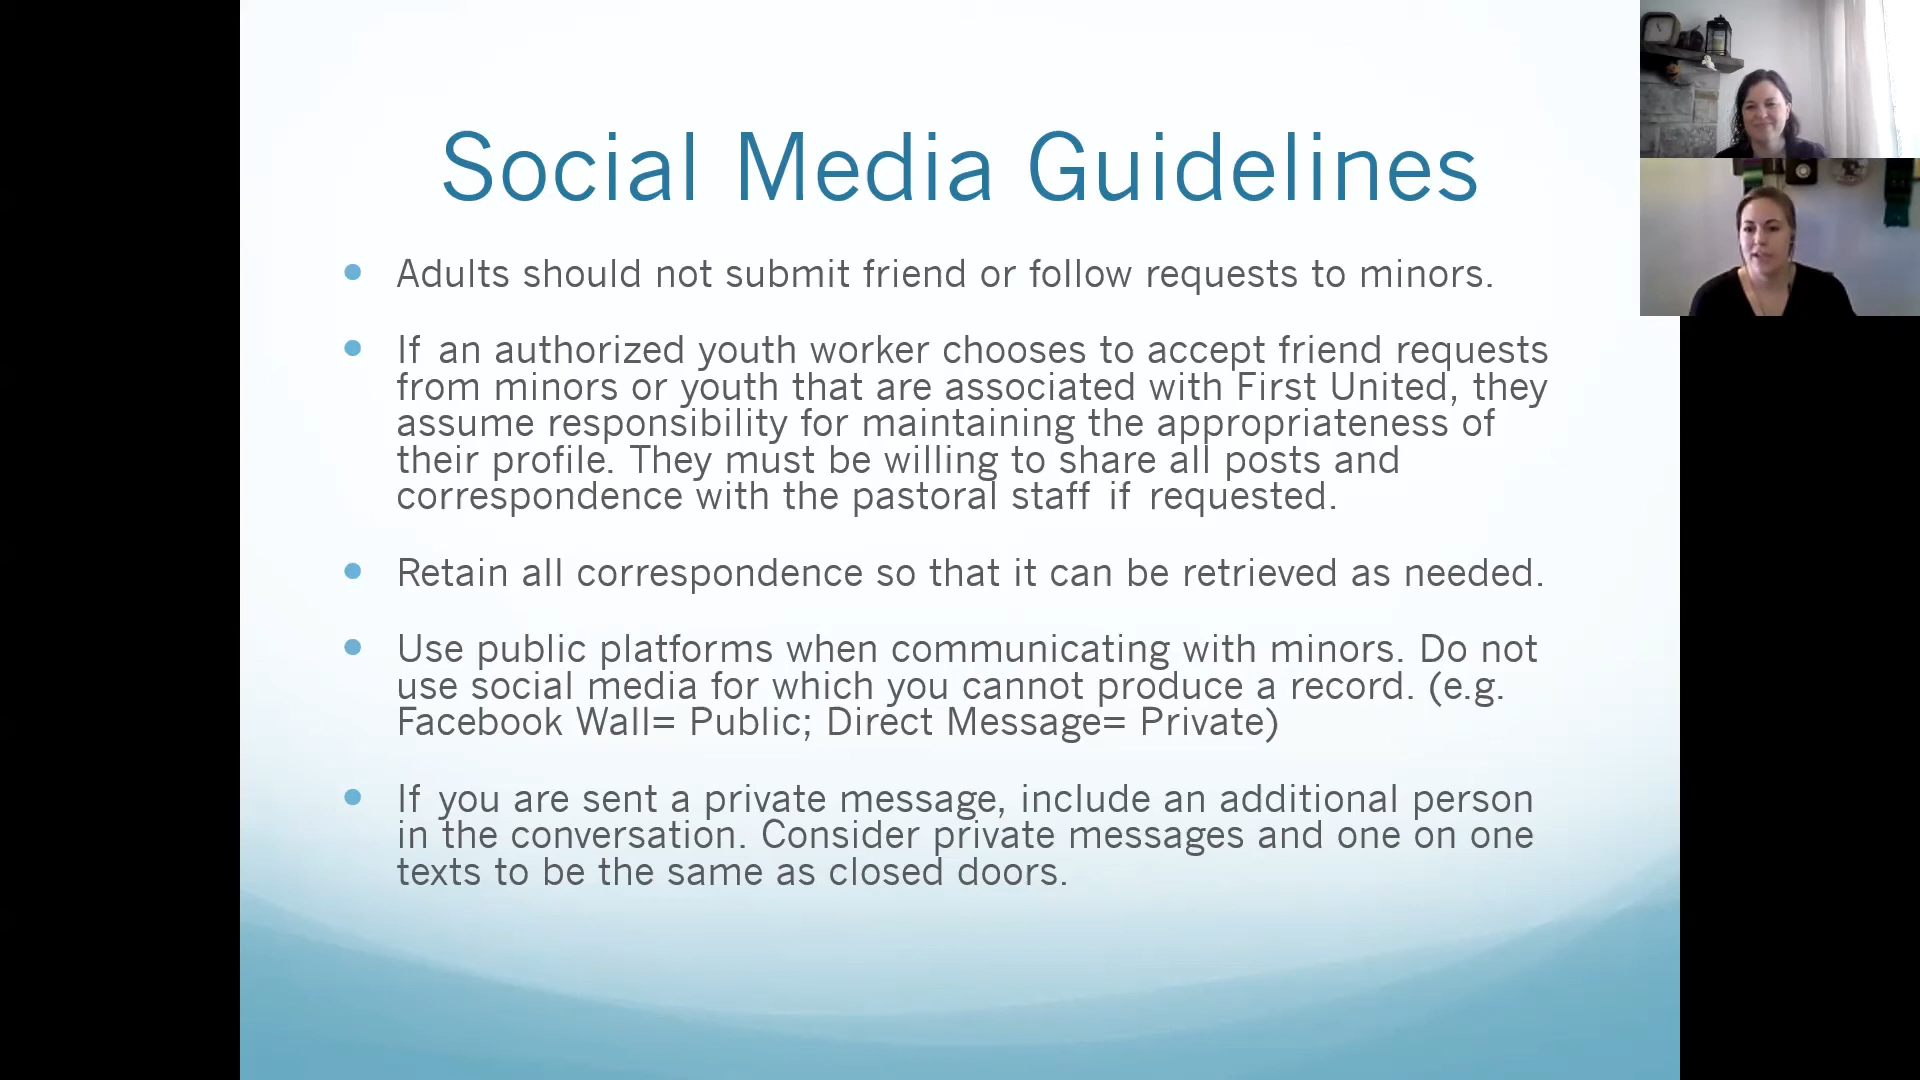 Social Media Guidelines
Adults should not submit friend or follow requests to minors.
If an authorized youth worker chooses to accept friend requests
from minors or youth that are associated with First United, they
assume responsibility for maintaining the appropriateness of
their profile. They must be willing to share all posts and
correspondence with the pastoral staff if requested.
Retain all correspondence so that it can be retrieved as needed.
Use public platforms when communicating with minors. Do not
use social media for which you cannot produce a record. (e.g.
Facebook Wall= Public; Direct Message= Private)
If you are sent a private message, include an additional person
in the conversation. Consider private messages and one on one
texts to be the same as closed doors.